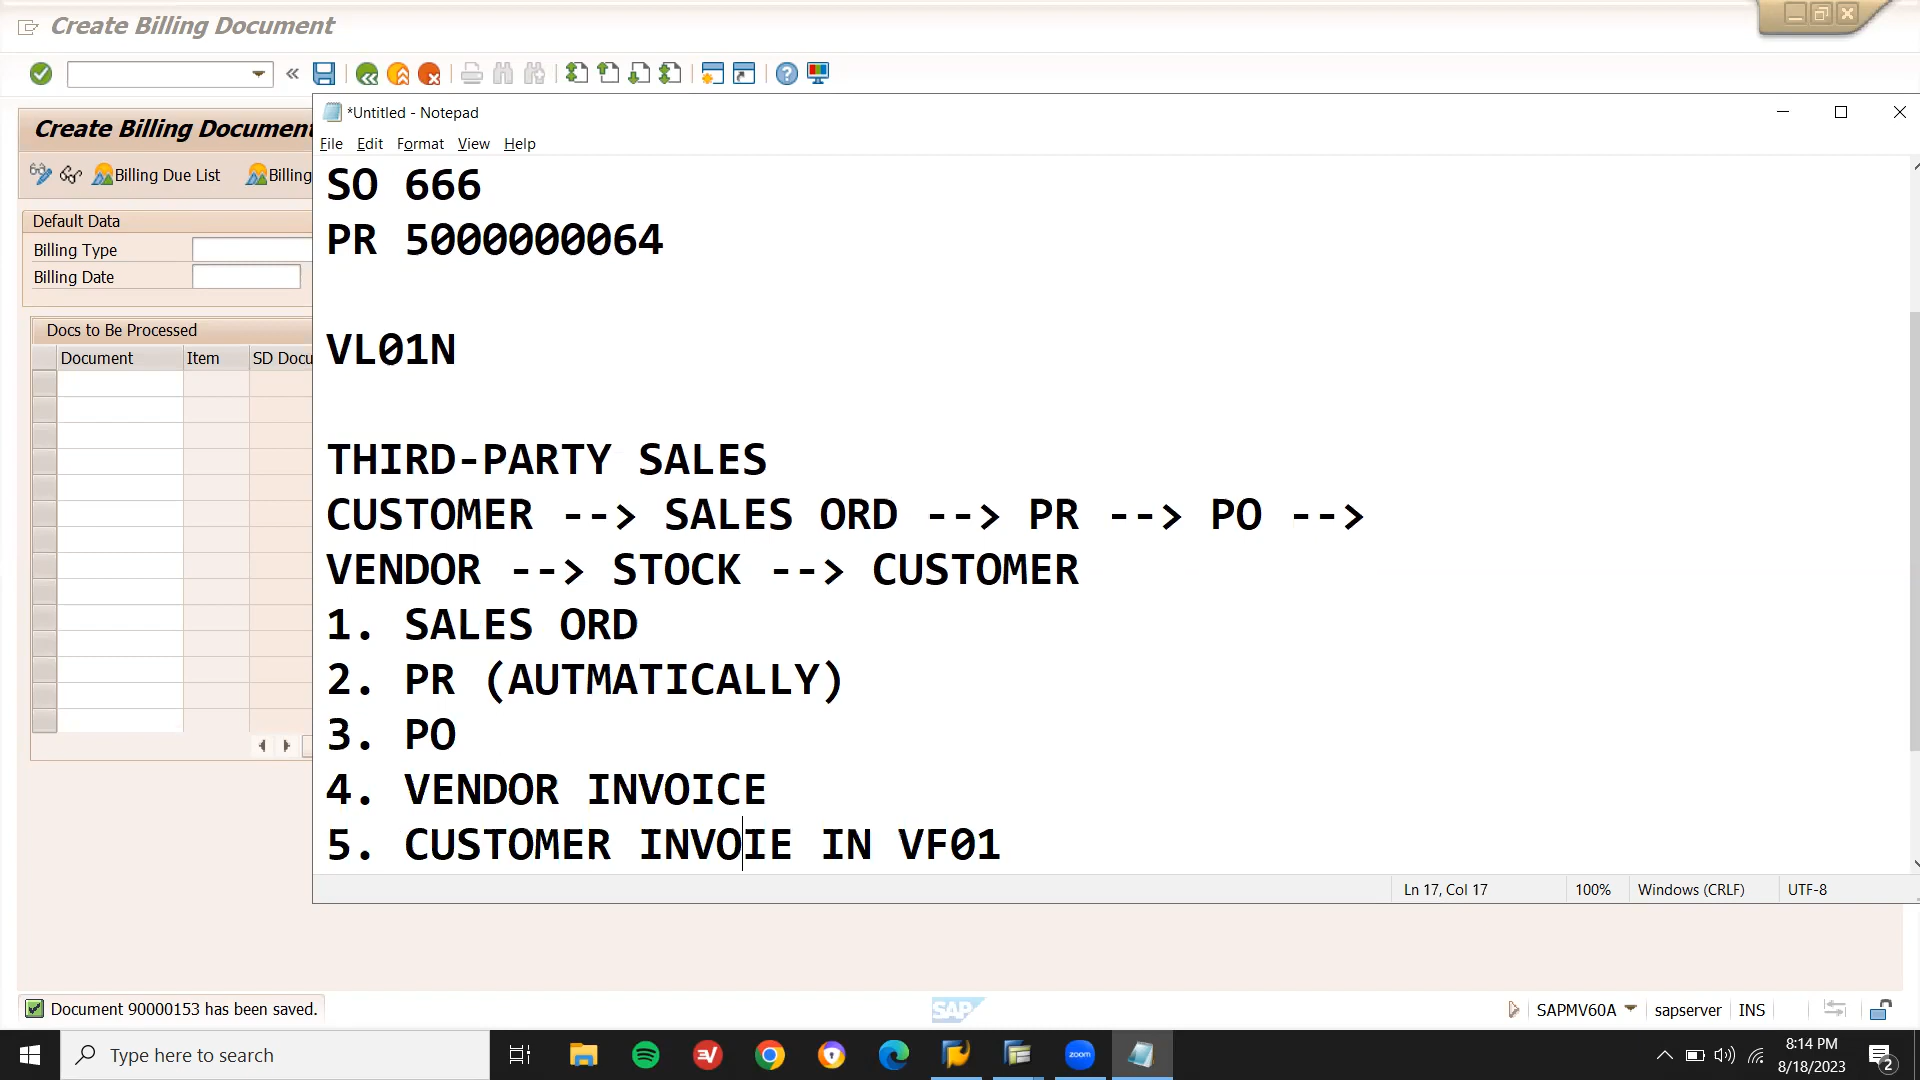 Create Billing Document
*Untitled - Notepad
Create Billing Document
File Edit Format View Help
Billing Due List Billing
SO 666
PR 5000000064
VL01N
THIRD-PARTY SALES
CUSTOMER --> SALES ORD --> PR --> PO -->
VENDOR --> STOCK --> CUSTOMER
1. SALES ORD
2. PR (AUTMATICALLY)
3. PO
4. VENDOR INVOICE
5. CUSTOMER INVOIE IN VF01
Default Data
Billing Type
Billing Date
Docs to Be Processed
Document Item SD Docu
Ln 17, Col 17 100% Windows (CRLF) UTF-8
Document 90000153 has been saved.
SAP
SAPMV60A sapserver INS
Type here to search
zoom
8:14 PM
8/18/2023
2